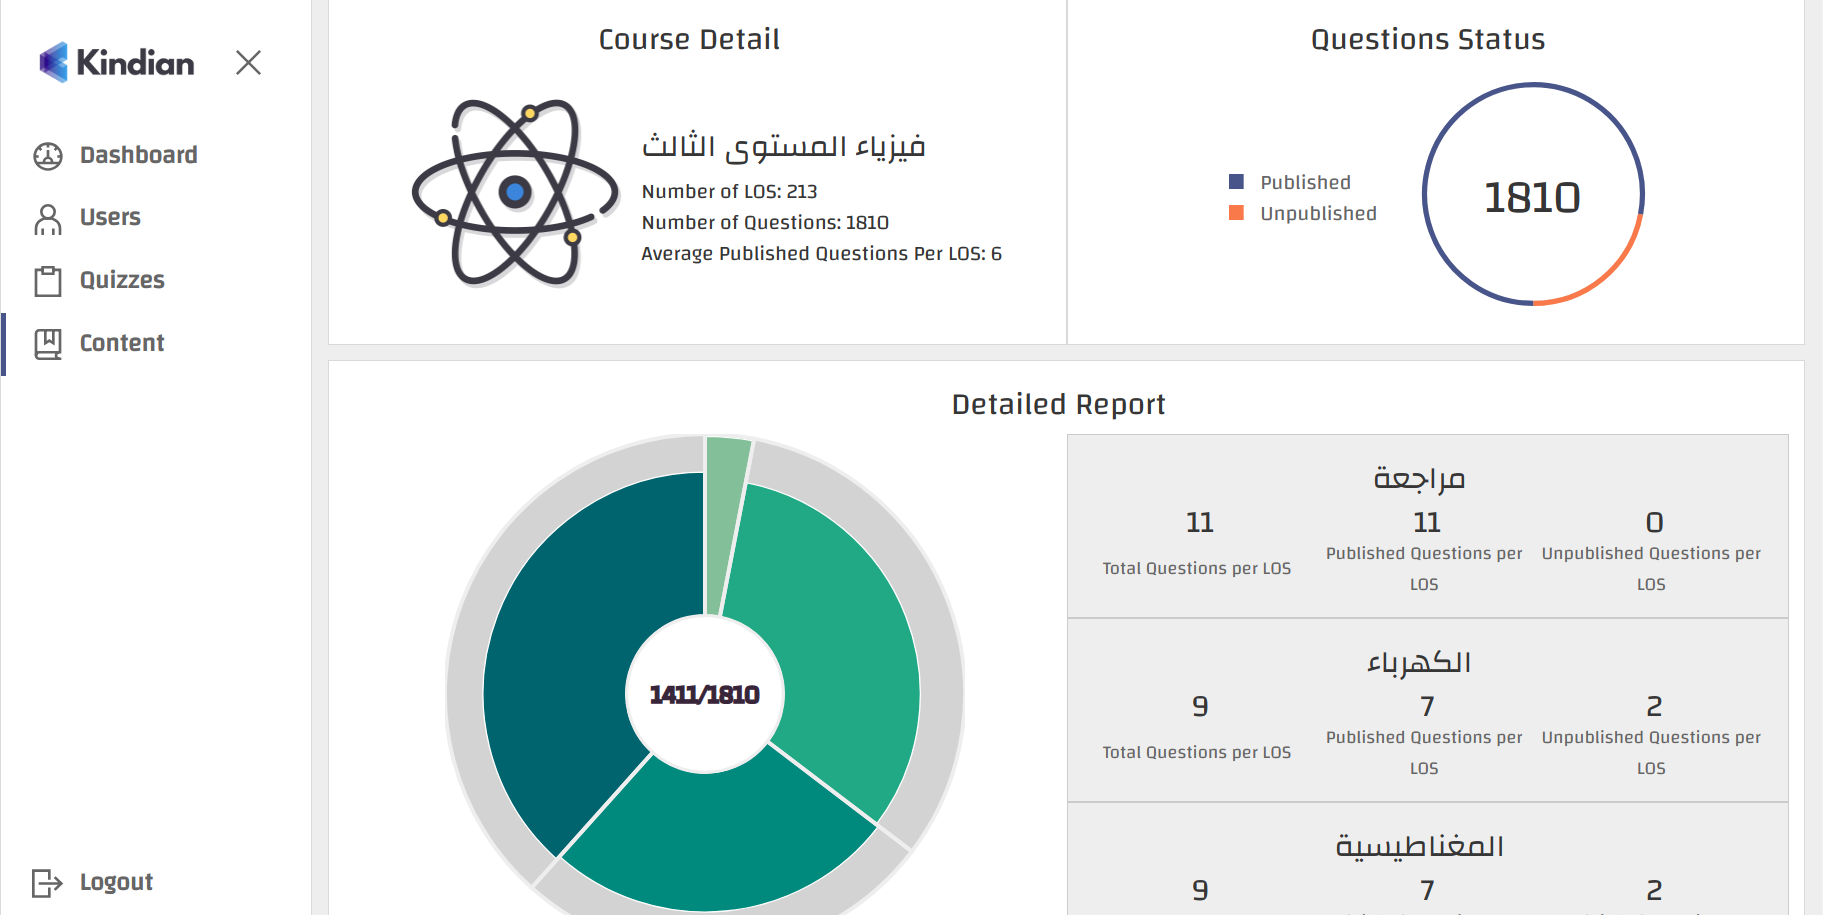 Kindian
Dashboard
Users
Quizzes
Content
Logout
Course Detail
فيزياء المستوى الثالث
Number of LOS: 213
Number of Questions: 1810
Average Published Questions Per LOS: 6
Questions Status
Published
Unpublished
1810
Detailed Report
1411/1810
مراجعة
11 11 0
Total Questions per LOS
Published Questions per
LOS
Unpublished Questions per
LOS
الكهرباء
9 7 2
Total Questions per LOS
Published Questions per
LOS
Unpublished Questions per
LOS
المغناطيسية
9 7 2